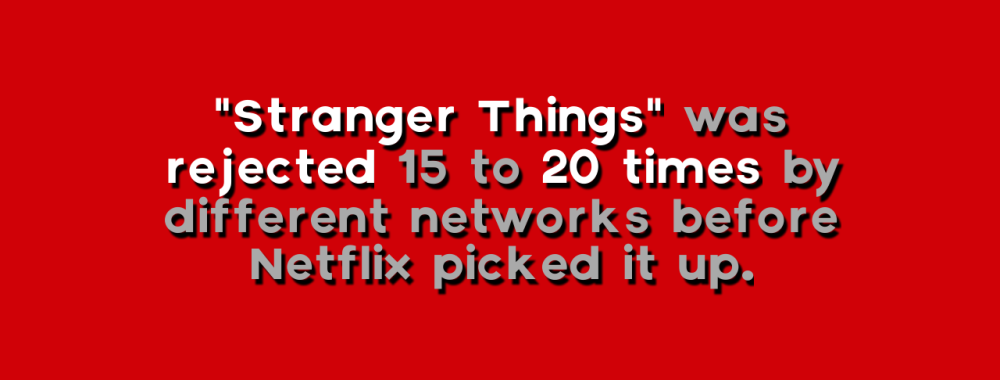 "Stranger Things" was
rejected 15 to 20 times by
different networks before
Netflix picked it up.